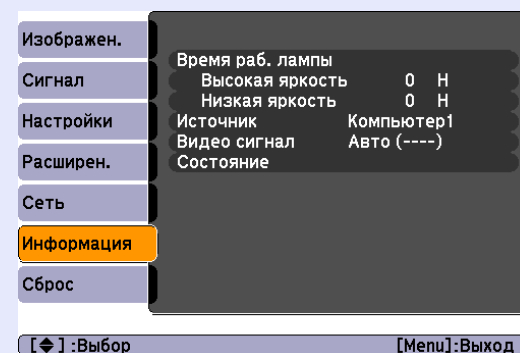 Изображен.
Сигнал
Настройки
Расширен.
Сеть
Информация
Сброс
Время раб. лампы
Высокая яркость 0 H
Низкая яркость 0 H
Источник Компьютер1
Видео сигнал Авто (----)
Состояние
[◆] :Выбор [Menu]:Выход